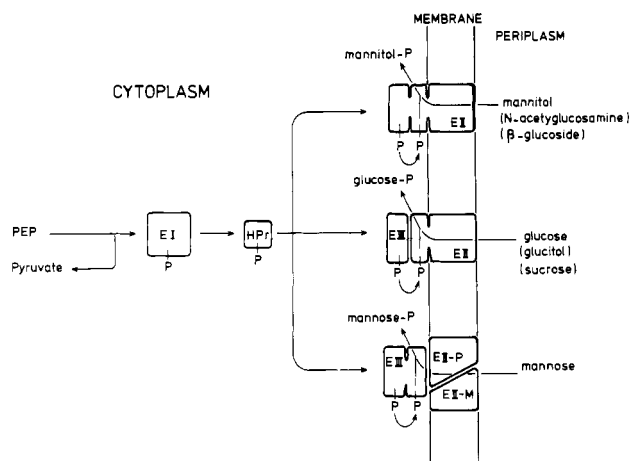 MEMBRANE
PERIPLASM
CYTOPLASM
mannitol-P
mannitol
(N-acetyglucosamine)
(β-glucoside)
EII
P P
glucose-P
PEP
Pyruvate
EI
P
HPr
P
EIII
EII
P P
glucose
(glucitol)
(sucrose)
mannose-P
EIII
EII-P
EII-M
P P
mannose